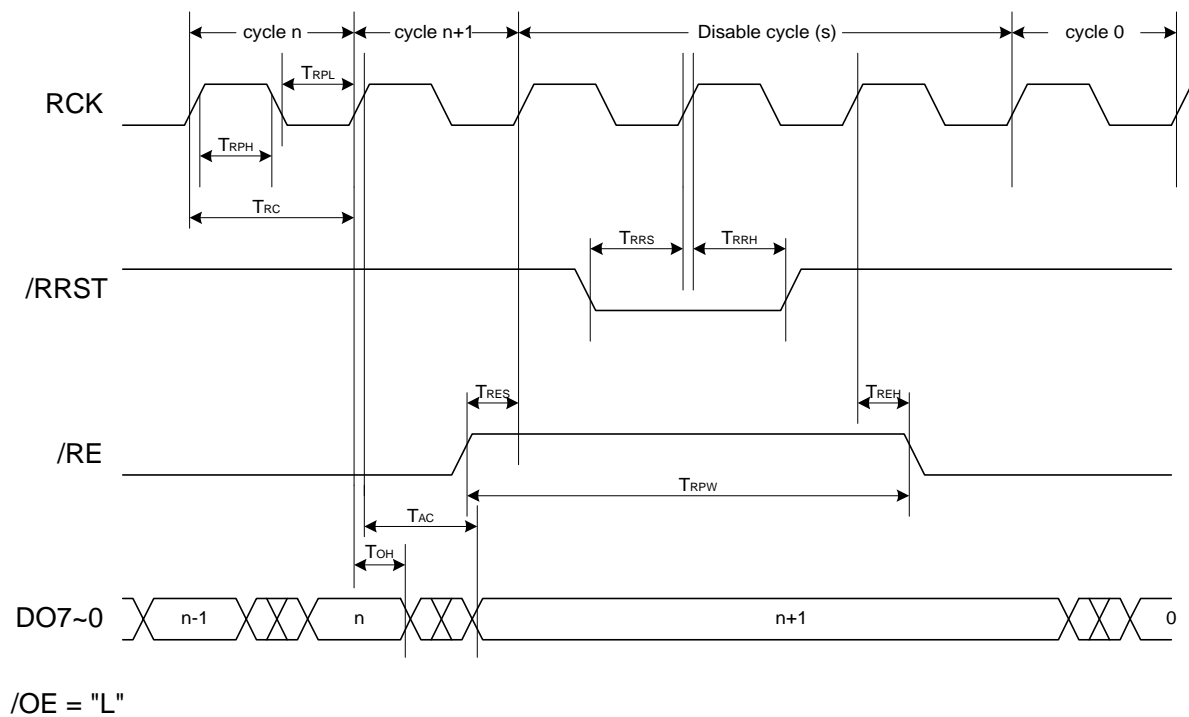 cycle n
cycle n+1
Disable cycle (s)
cycle 0
TRPL
RCK
TRPH
TRC
TRRS
TRRH
/RRST
TRES
TREH
/RE
TRPW
TAC
TOH
DO7~0
n-1
n
n+1
0
/OE = "L"